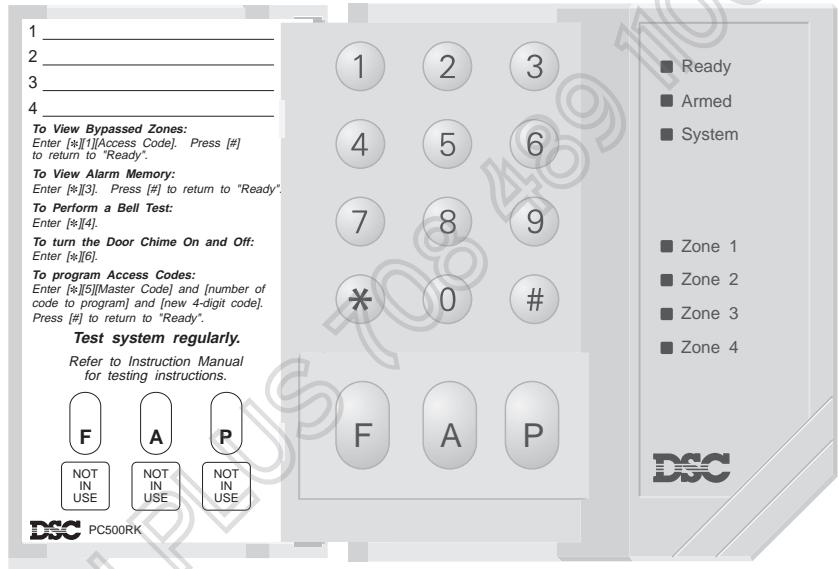 1
2
3
4
To View Bypassed Zones:
Enter [*][1][Access Code]. Press [#]
to return to "Ready".
To View Alarm Memory:
Enter [*][3]. Press [#] to return to "Ready".
To Perform a Bell Test:
Enter [*][4].
To turn the Door Chime On and Off:
Enter [*][6].
To program Access Codes:
Enter [*][5][Master Code] and [number of
code to program] and [new 4-digit code].
Press [#] to return to "Ready".
Test system regularly.
Refer to Instruction Manual
for testing instructions.
F A P
NOT IN USE
NOT IN USE
NOT IN USE
DSC PC500RK
1 2 3
4 5 6
7 8 9
* 0 #
F A P
Ready
Armed
System
Zone 1
Zone 2
Zone 3
Zone 4
DSC
PLUS 708 489 110